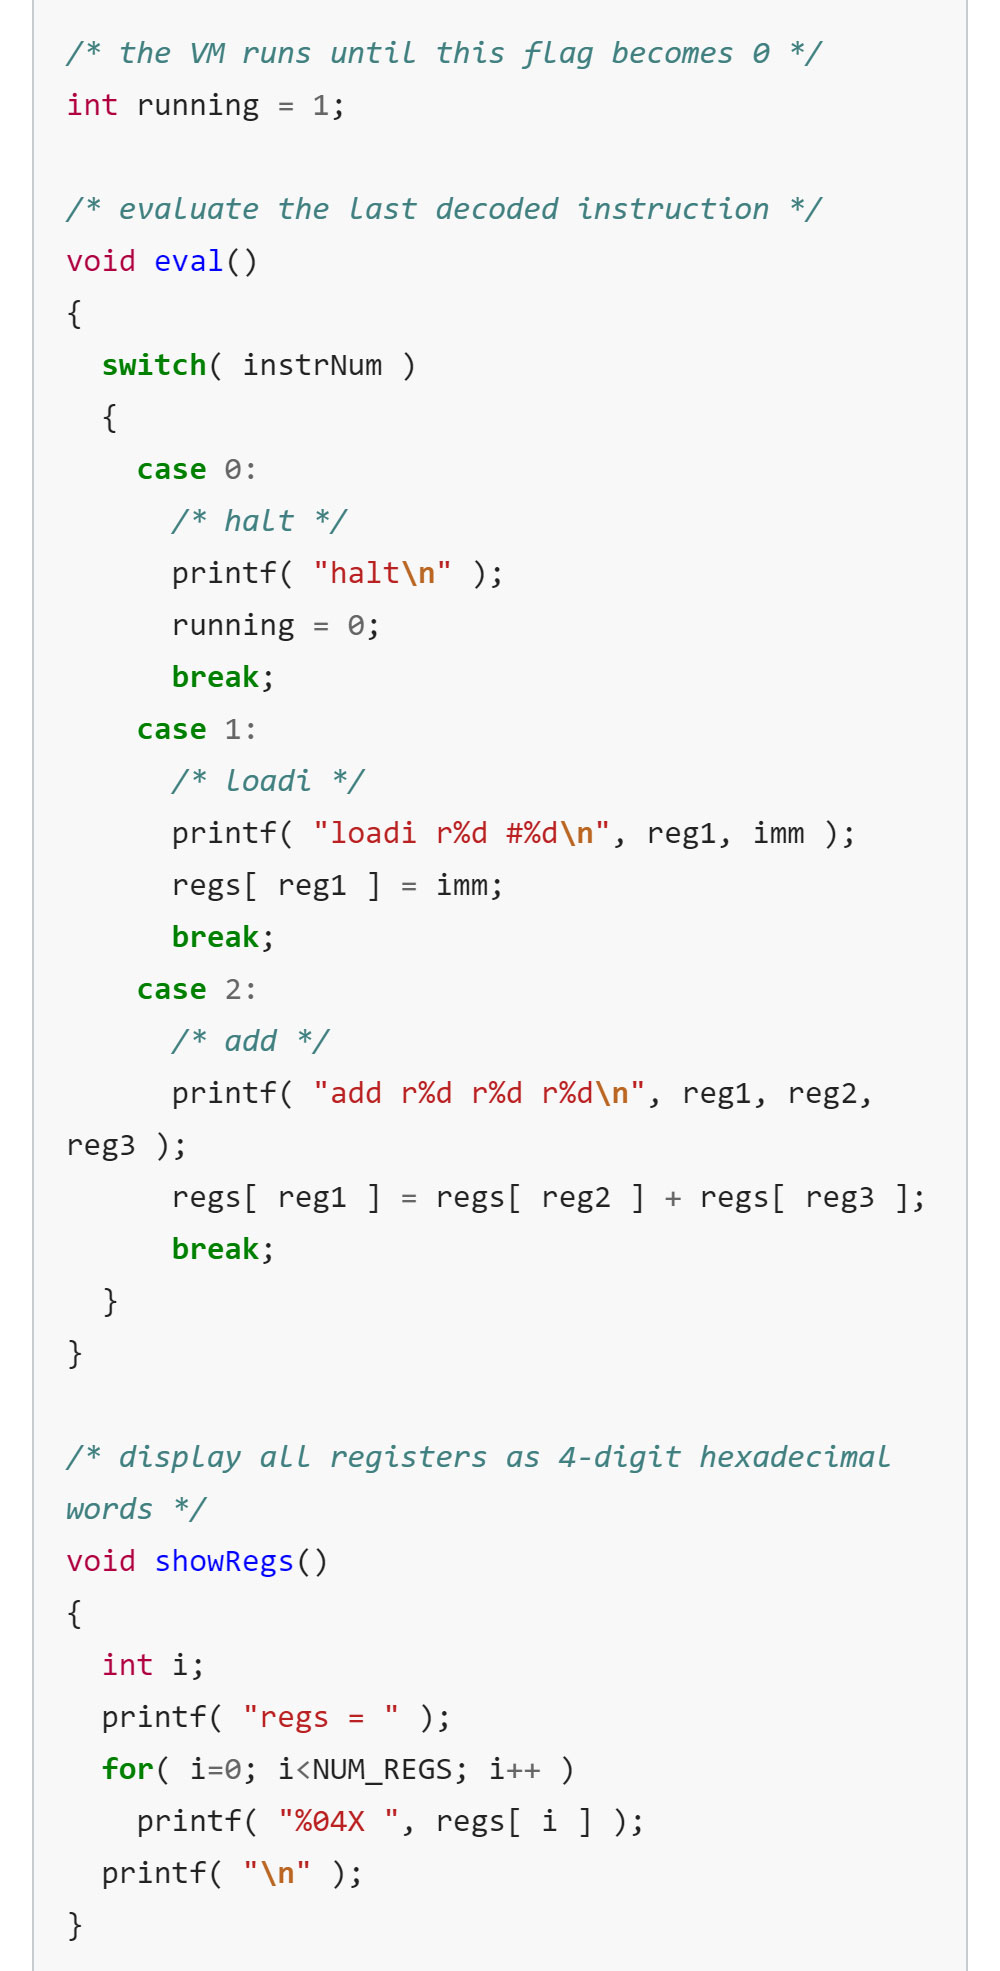 /* the VM runs until this flag becomes 0 */
int running = 1;

/* evaluate the last decoded instruction */
void eval()
{
  switch( instrNum )
  {
    case 0:
      /* halt */
      printf( "halt\n" );
      running = 0;
      break;
    case 1:
      /* loadi */
      printf( "loadi r%d #%d\n", reg1, imm );
      regs[ reg1 ] = imm;
      break;
    case 2:
      /* add */
      printf( "add r%d r%d r%d\n", reg1, reg2,
reg3 );
      regs[ reg1 ] = regs[ reg2 ] + regs[ reg3 ];
      break;
  }
}

/* display all registers as 4-digit hexadecimal
words */
void showRegs()
{
  int i;
  printf( "regs = " );
  for( i=0; i<NUM_REGS; i++ )
    printf( "%04X ", regs[ i ] );
  printf( "\n" );
}